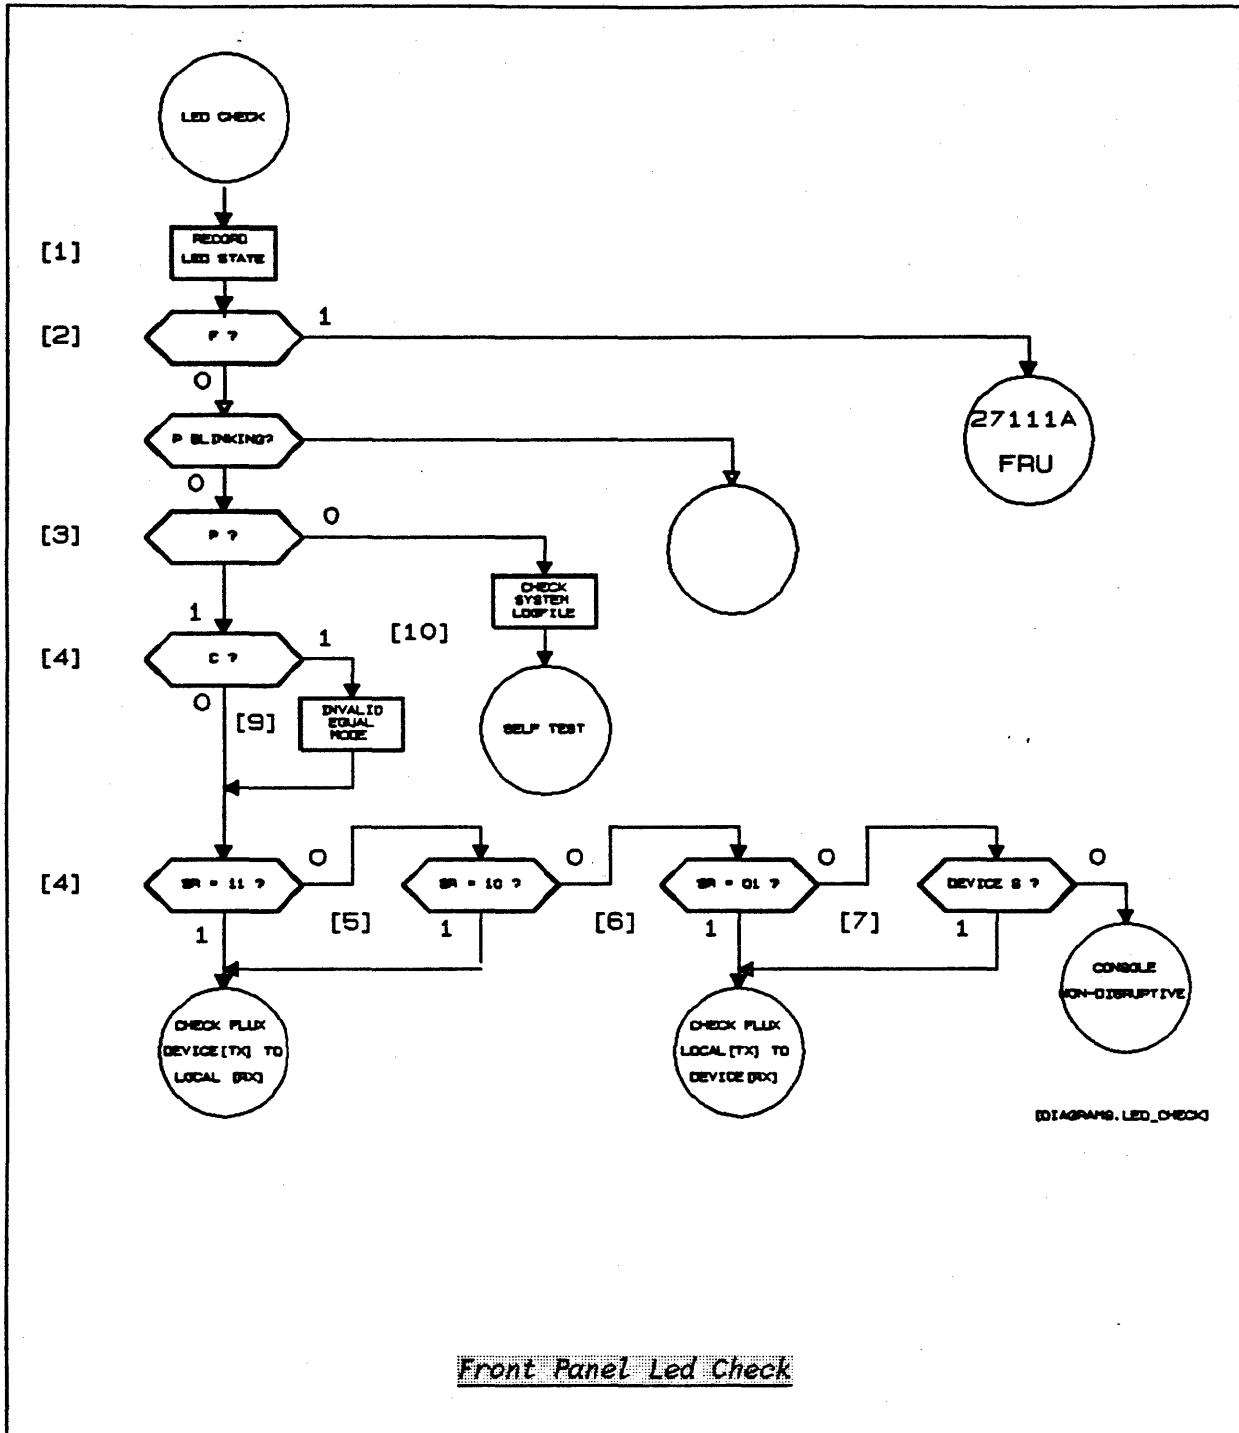 LED CHECK
[1]
RECORD
LED STATE
[2]
F ?
1
0
27111A
FRU
P BLINKING?
0
[3]
P ?
0
CHECK
SYSTEM
LOGFILE
1
[10]
[4]
C ?
1
0
[9]
INVALID
EQUAL
MODE
SELF TEST
[4]
SR = 11 ?
0
SR = 10 ?
0
SR = 01 ?
0
DEVICE S ?
0
1
[5]
1
[6]
1
[7]
1
CONSOLE
NON-DISRUPTIVE
CHECK FLUX
DEVICE[TX] TO
LOCAL [RX]
CHECK FLUX
LOCAL[TX] TO
DEVICE[RX]
[DIAGRAMS.LED_CHECK]
Front Panel Led Check